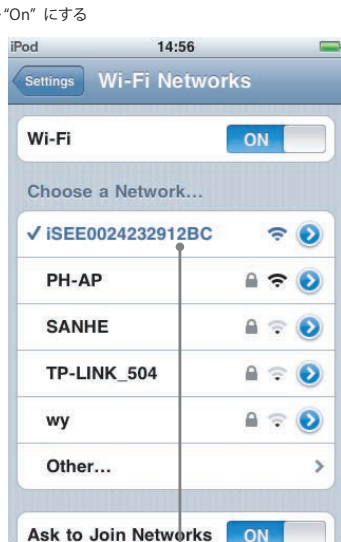 “On” にする
iPod 14:56
Settings Wi-Fi Networks
Wi-Fi ON
Choose a Network...
✓ iSEE0024232912BC
PH-AP
SANHE
TP-LINK_504
wy
Other...
Ask to Join Networks ON